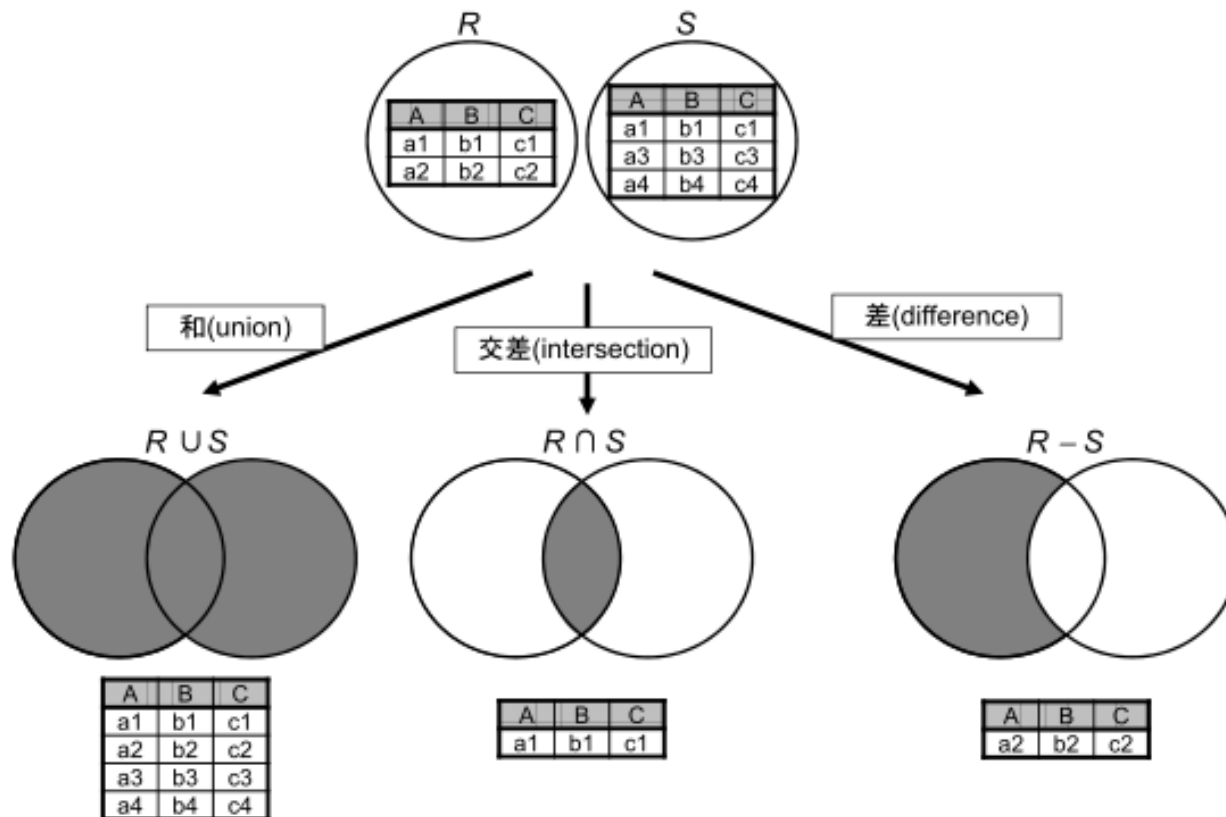 R
S
A B C
a1 b1 c1
a2 b2 c2
A B C
a1 b1 c1
a3 b3 c3
a4 b4 c4
和(union)
交差(intersection)
差(difference)
R ∪ S
R ∩ S
R – S
A B C
a1 b1 c1
a2 b2 c2
a3 b3 c3
a4 b4 c4
A B C
a1 b1 c1
A B C
a2 b2 c2